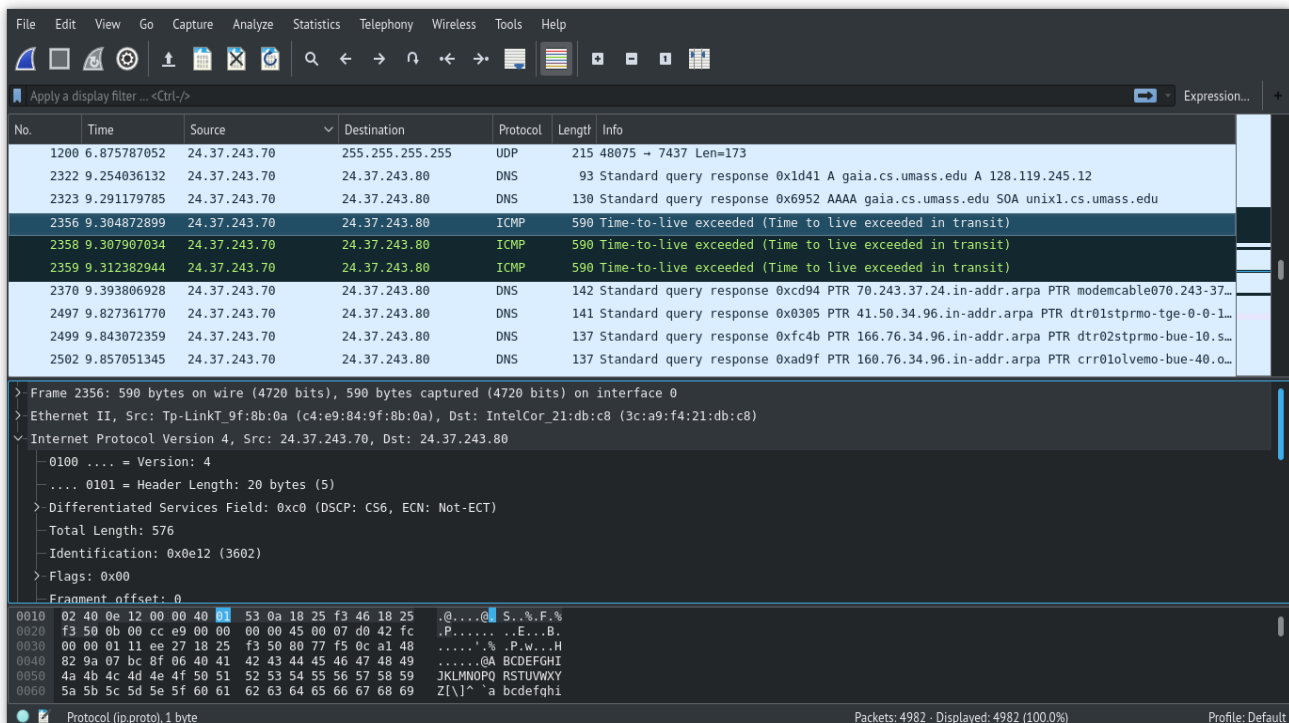 File Edit View Go Capture Analyze Statistics Telephony Wireless Tools Help
Apply a display filter ... <Ctrl-/> Expression... +
No. Time Source Destination Protocol Length Info
1200 6.875787052 24.37.243.70 255.255.255.255 UDP 215 48075 → 7437 Len=173
2322 9.254036132 24.37.243.70 24.37.243.80 DNS 93 Standard query response 0x1d41 A gaia.cs.umass.edu A 128.119.245.12
2323 9.291179785 24.37.243.70 24.37.243.80 DNS 130 Standard query response 0x6952 AAAA gaia.cs.umass.edu SOA unix1.cs.umass.edu
2356 9.304872899 24.37.243.70 24.37.243.80 ICMP 590 Time-to-live exceeded (Time to live exceeded in transit)
2358 9.307907034 24.37.243.70 24.37.243.80 ICMP 590 Time-to-live exceeded (Time to live exceeded in transit)
2359 9.312382944 24.37.243.70 24.37.243.80 ICMP 590 Time-to-live exceeded (Time to live exceeded in transit)
2370 9.393806928 24.37.243.70 24.37.243.80 DNS 142 Standard query response 0xcd94 PTR 70.243.37.24.in-addr.arpa PTR modemcable070.243-37…
2497 9.827361770 24.37.243.70 24.37.243.80 DNS 141 Standard query response 0x0305 PTR 41.50.34.96.in-addr.arpa PTR dtr01stprmo-tge-0-0-1…
2499 9.843072359 24.37.243.70 24.37.243.80 DNS 137 Standard query response 0xfc4b PTR 166.76.34.96.in-addr.arpa PTR dtr02stprmo-bue-10.s…
2502 9.857051345 24.37.243.70 24.37.243.80 DNS 137 Standard query response 0xad9f PTR 160.76.34.96.in-addr.arpa PTR crr01olvemo-bue-40.o…
Frame 2356: 590 bytes on wire (4720 bits), 590 bytes captured (4720 bits) on interface 0
Ethernet II, Src: Tp-LinkT_9f:8b:0a (c4:e9:84:9f:8b:0a), Dst: IntelCor_21:db:c8 (3c:a9:f4:21:db:c8)
Internet Protocol Version 4, Src: 24.37.243.70, Dst: 24.37.243.80
0100 .... = Version: 4
.... 0101 = Header Length: 20 bytes (5)
Differentiated Services Field: 0xc0 (DSCP: CS6, ECN: Not-ECT)
Total Length: 576
Identification: 0x0e12 (3602)
Flags: 0x00
Fragment offset: 0
0010 02 40 0e 12 00 00 40 01 53 0a 18 25 f3 46 18 25 .@....@. S..%.F.%
0020 f3 50 0b 00 cc e9 00 00 00 00 45 00 07 d0 42 fc .P...... ..E...B.
0030 00 00 01 11 ee 27 18 25 f3 50 80 77 f5 0c a1 48 .....'.% .P.w...H
0040 82 9a 07 bc 8f 06 40 41 42 43 44 45 46 47 48 49 ......@A BCDEFGHI
0050 4a 4b 4c 4d 4e 4f 50 51 52 53 54 55 56 57 58 59 JKLMNOPQ RSTUVWXY
0060 5a 5b 5c 5d 5e 5f 60 61 62 63 64 65 66 67 68 69 Z[\]^_`a bcdefghi
Protocol (ip.proto), 1 byte Packets: 4982 · Displayed: 4982 (100.0%) Profile: Default